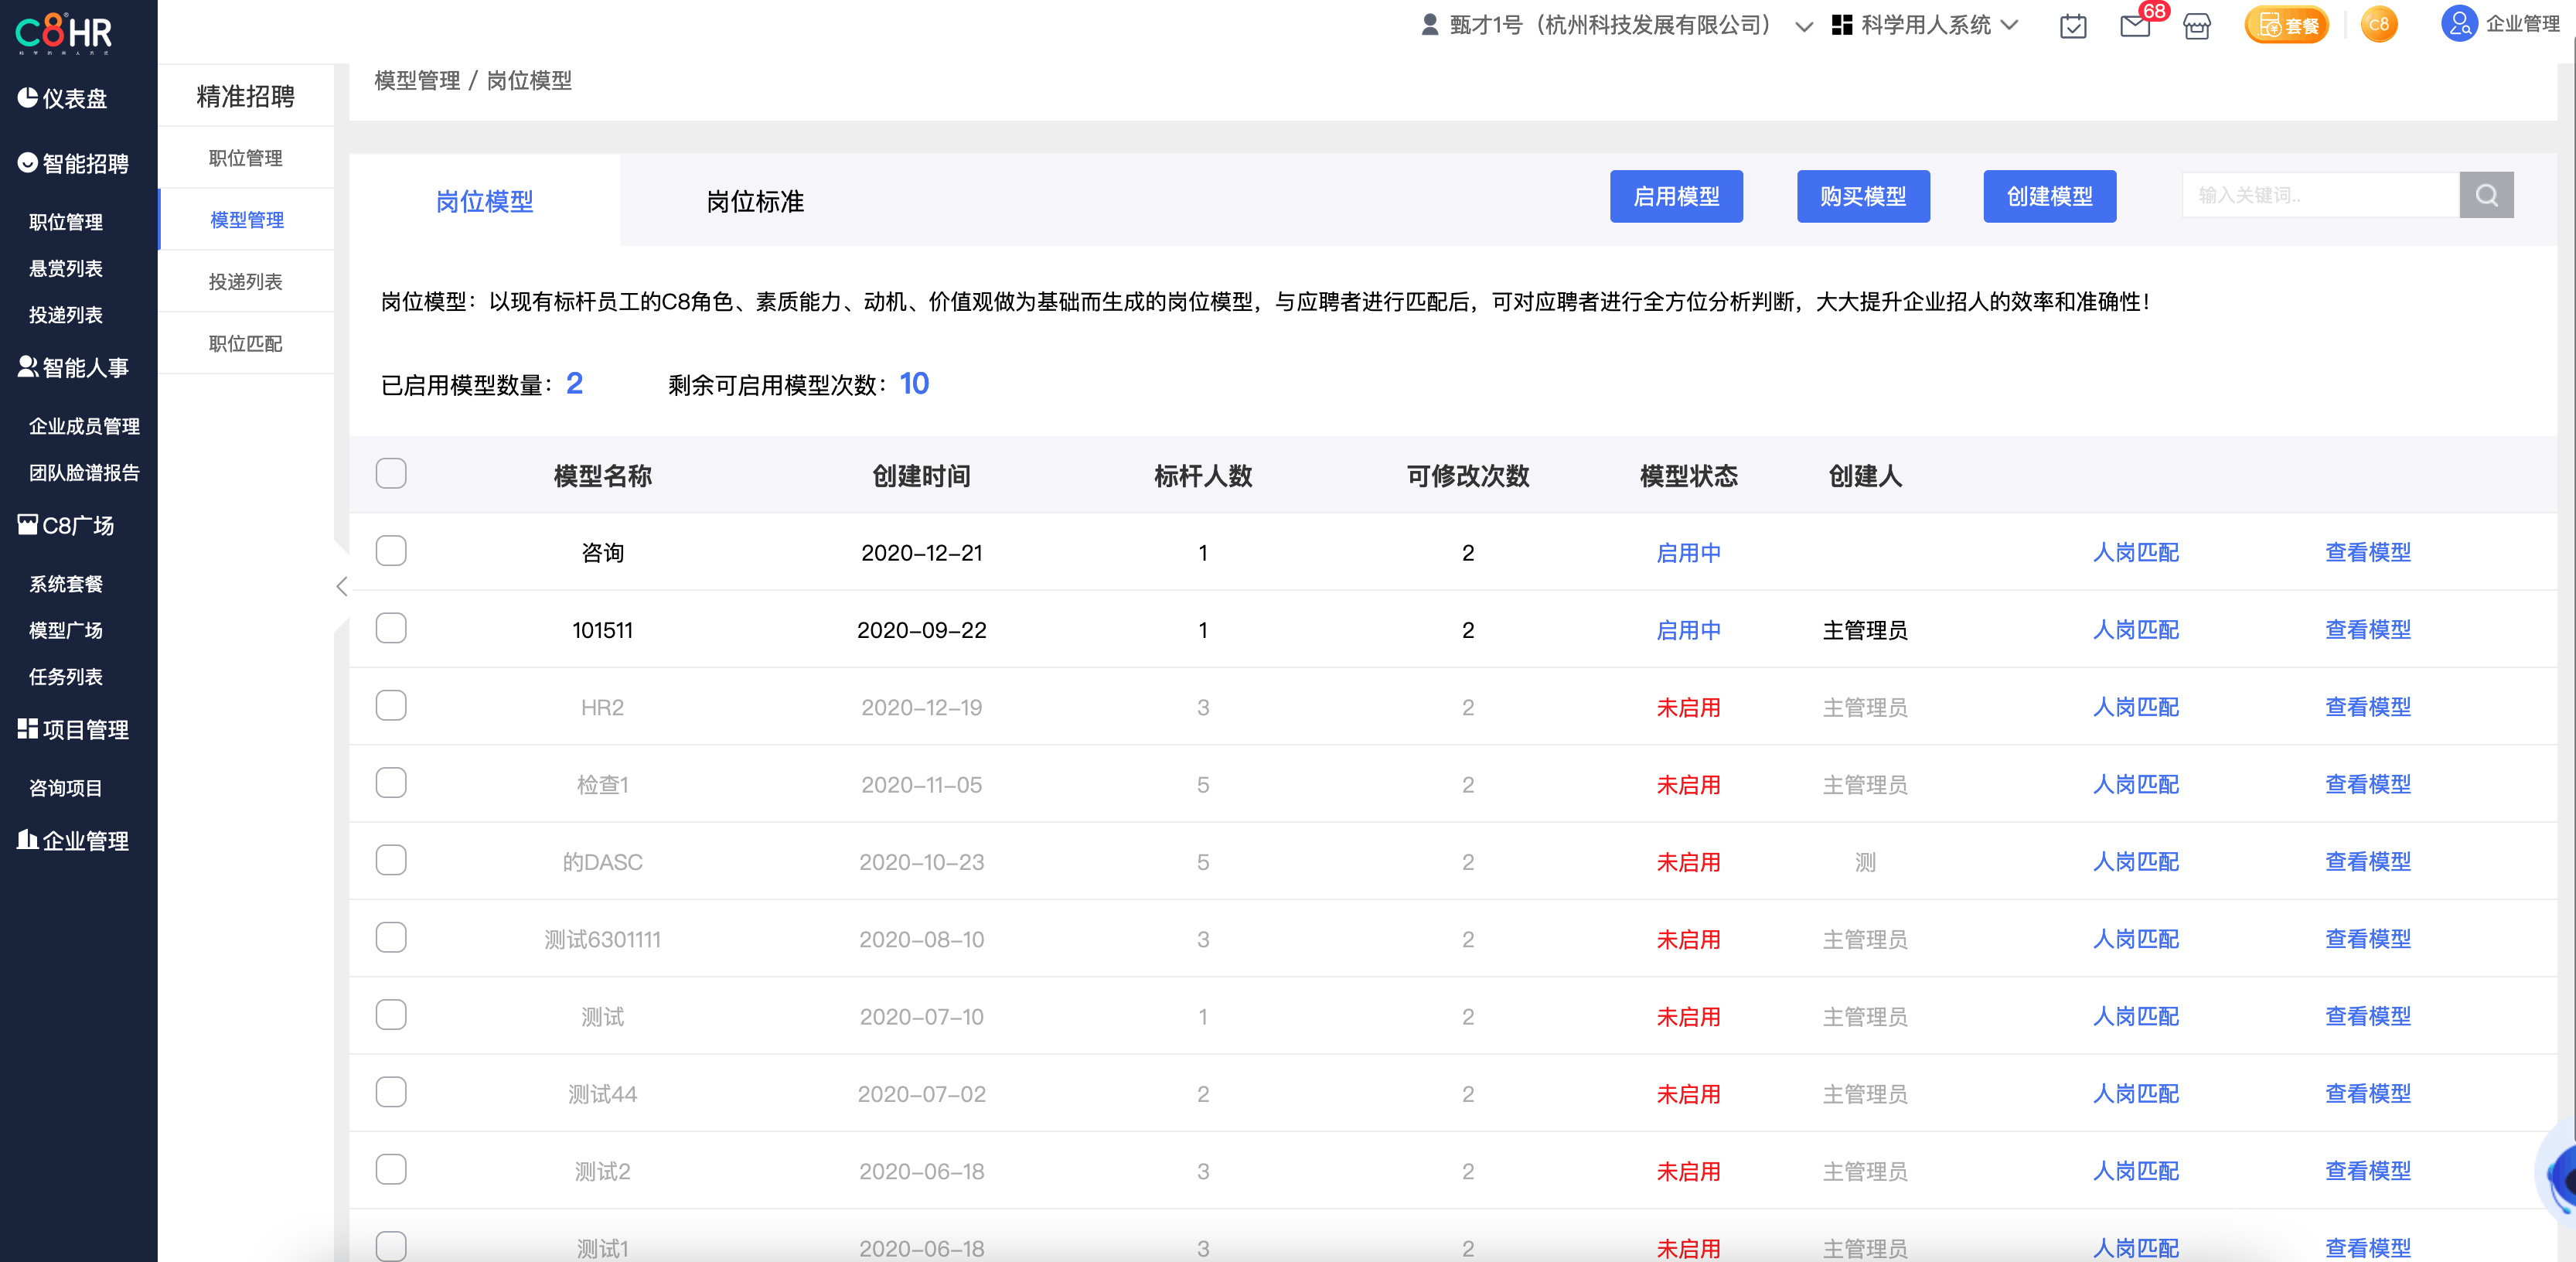 C8HR
科学的用人方式
甄才1号（杭州科技发展有限公司）
科学用人系统
68
套餐
C8
企业管理
仪表盘
智能招聘
职位管理
悬赏列表
投递列表
智能人事
企业成员管理
团队脸谱报告
C8广场
系统套餐
模型广场
任务列表
项目管理
咨询项目
企业管理
精准招聘
职位管理
模型管理
投递列表
职位匹配
模型管理 / 岗位模型
岗位模型 岗位标准 启用模型 购买模型 创建模型 输入关键词..
岗位模型：以现有标杆员工的C8角色、素质能力、动机、价值观做为基础而生成的岗位模型，与应聘者进行匹配后，可对应聘者进行全方位分析判断，大大提升企业招人的效率和准确性！
已启用模型数量：2 剩余可启用模型次数：10
模型名称 创建时间 标杆人数 可修改次数 模型状态 创建人
咨询 2020-12-21 1 2 启用中 人岗匹配 查看模型
101511 2020-09-22 1 2 启用中 主管理员 人岗匹配 查看模型
HR2 2020-12-19 3 2 未启用 主管理员 人岗匹配 查看模型
检查1 2020-11-05 5 2 未启用 主管理员 人岗匹配 查看模型
的DASC 2020-10-23 5 2 未启用 测 人岗匹配 查看模型
测试6301111 2020-08-10 3 2 未启用 主管理员 人岗匹配 查看模型
测试 2020-07-10 1 2 未启用 主管理员 人岗匹配 查看模型
测试44 2020-07-02 2 2 未启用 主管理员 人岗匹配 查看模型
测试2 2020-06-18 3 2 未启用 主管理员 人岗匹配 查看模型
测试1 2020-06-18 3 2 未启用 主管理员 人岗匹配 查看模型